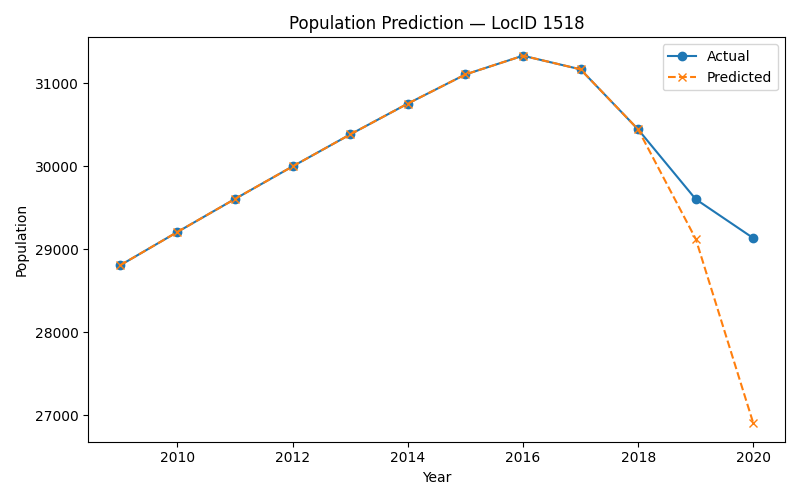 Population Prediction — LocID 1518
Actual
Predicted
31000
30000
29000
28000
27000
Population
2010
2012
2014
2016
2018
2020
Year